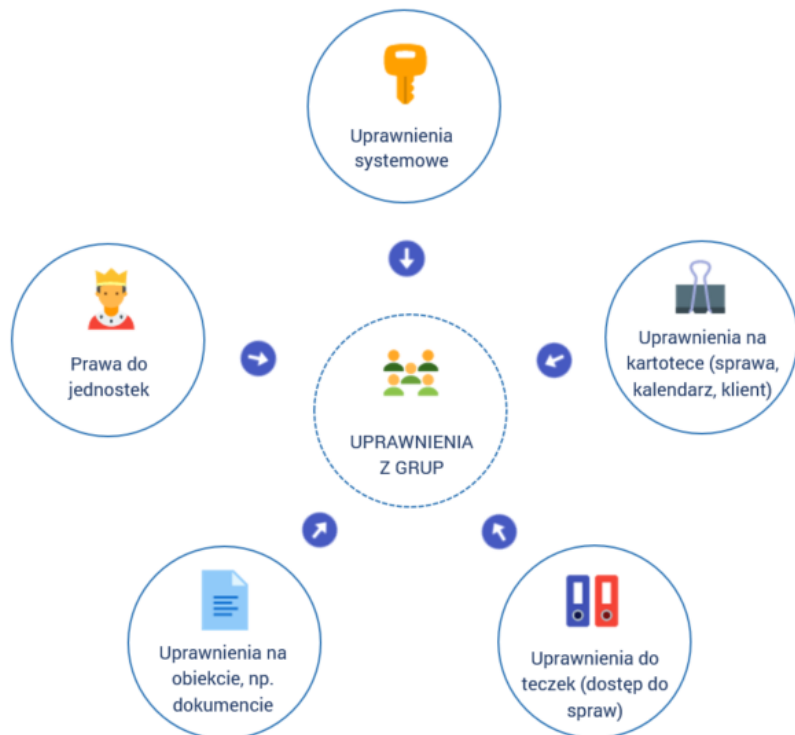 Uprawnienia
systemowe
Prawa do
jednostek
Uprawnienia na
kartotece (sprawa,
kalendarz, klient)
UPRAWNIENIA
Z GRUP
Uprawnienia na
obiekcie, np.
dokumencie
Uprawnienia do
teczek (dostęp do
spraw)